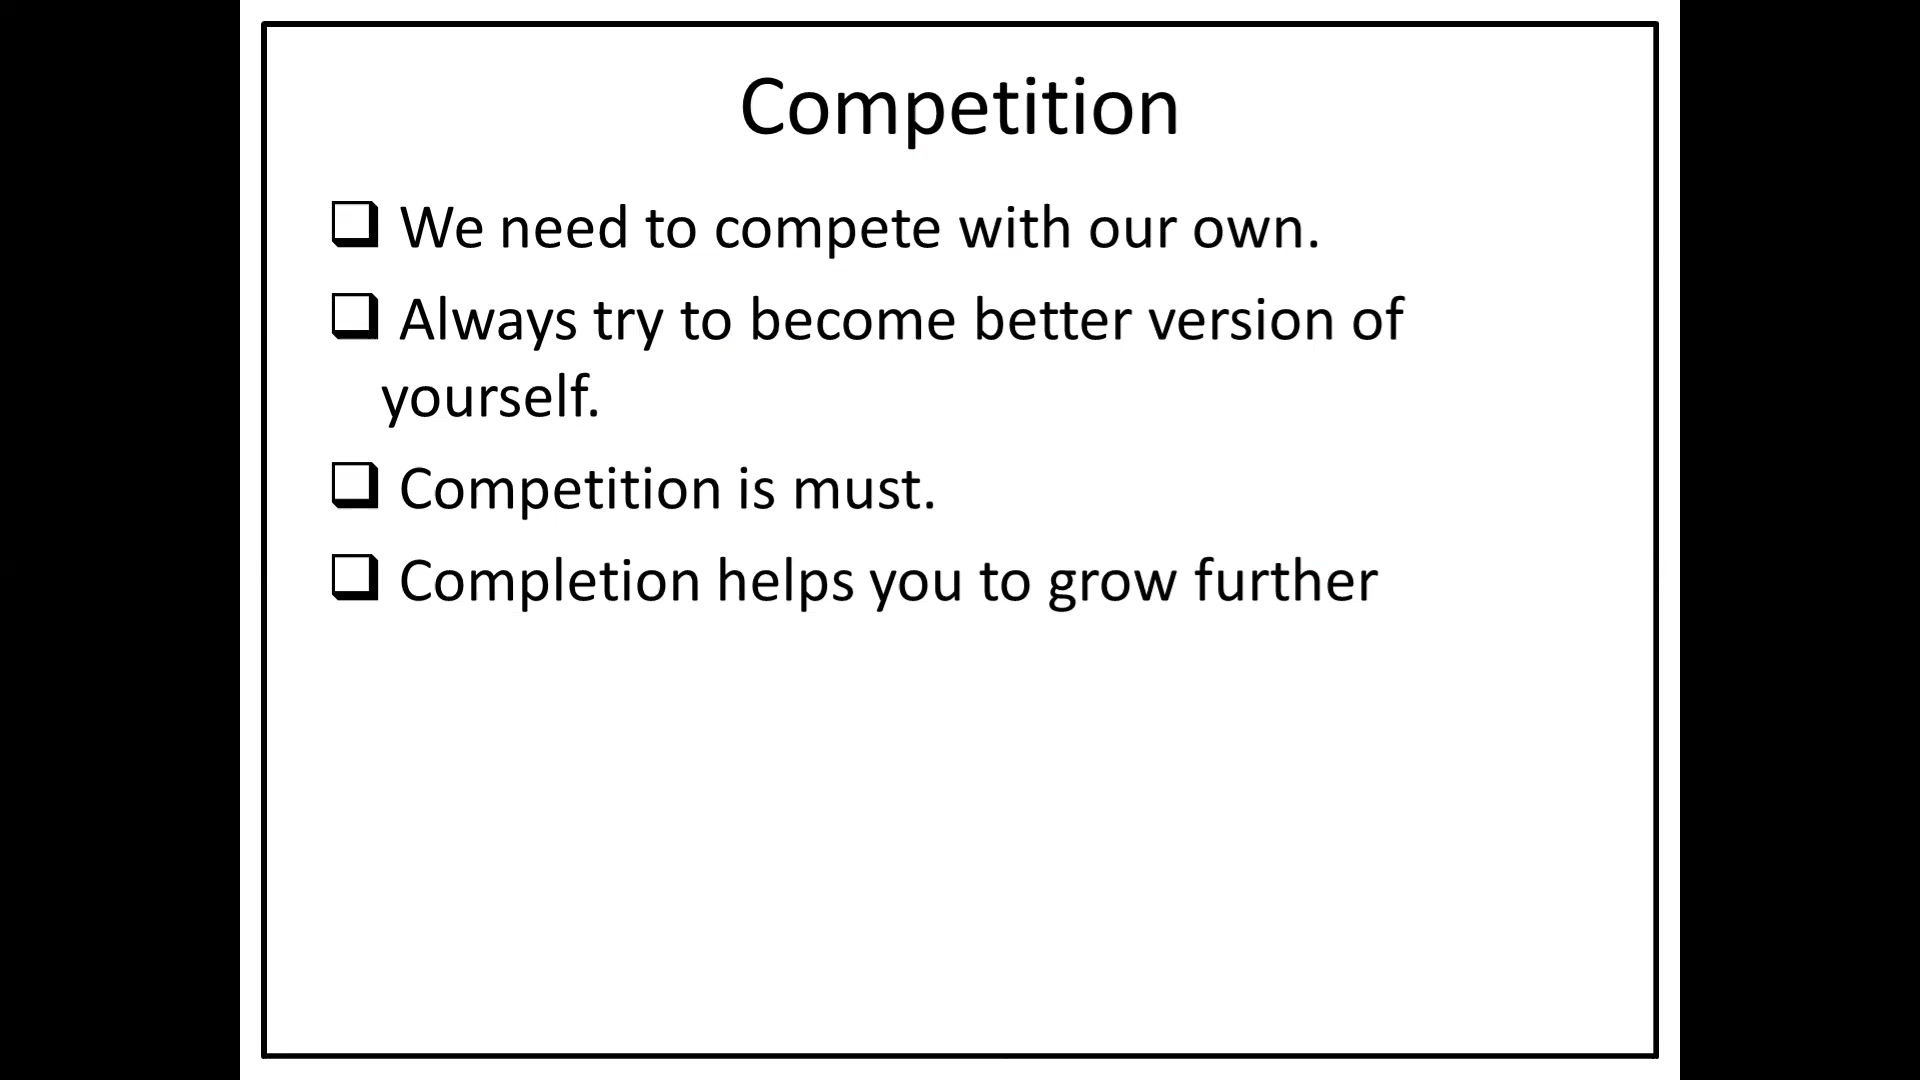 Competition
❑ We need to compete with our own.
❑ Always try to become better version of
yourself.
❑ Competition is must.
❑ Completion helps you to grow further